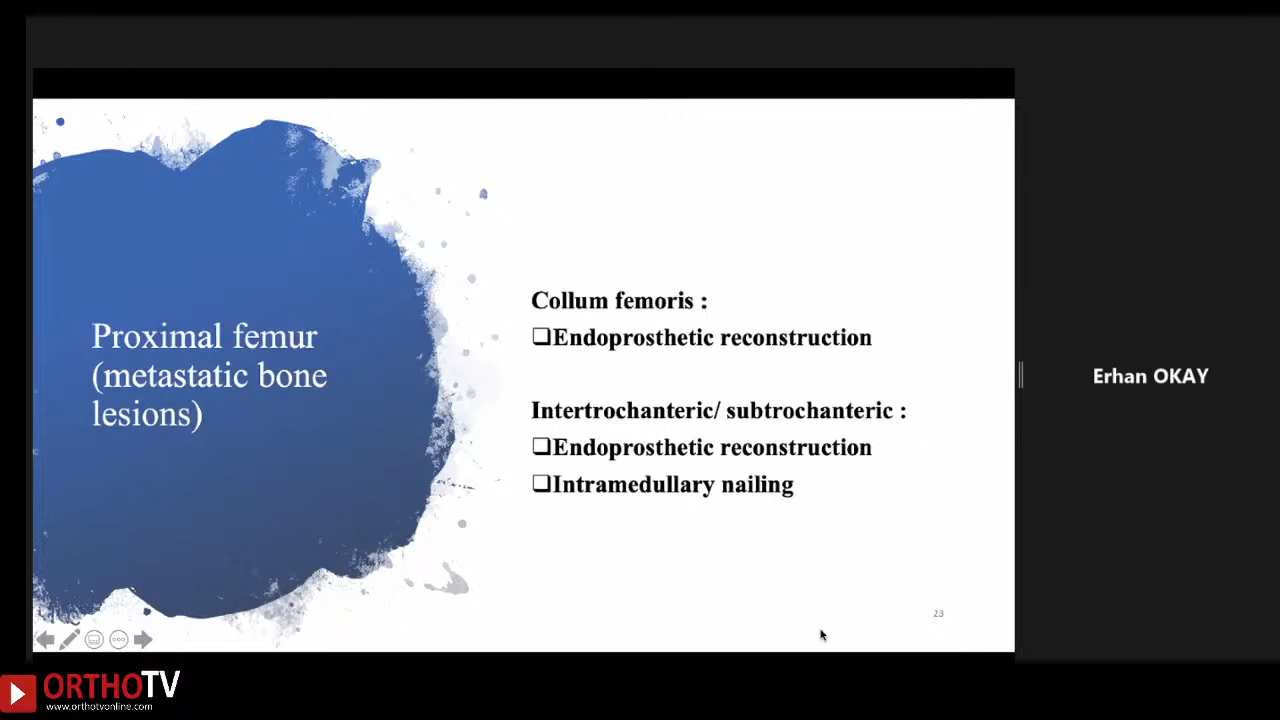 Proximal femur
(metastatic bone
lesions)
Collum femoris :
❑Endoprosthetic reconstruction
Intertrochanteric/ subtrochanteric :
❑Endoprosthetic reconstruction
❑Intramedullary nailing
23
Erhan OKAY
ORTHOTV
www.orthotvonline.com